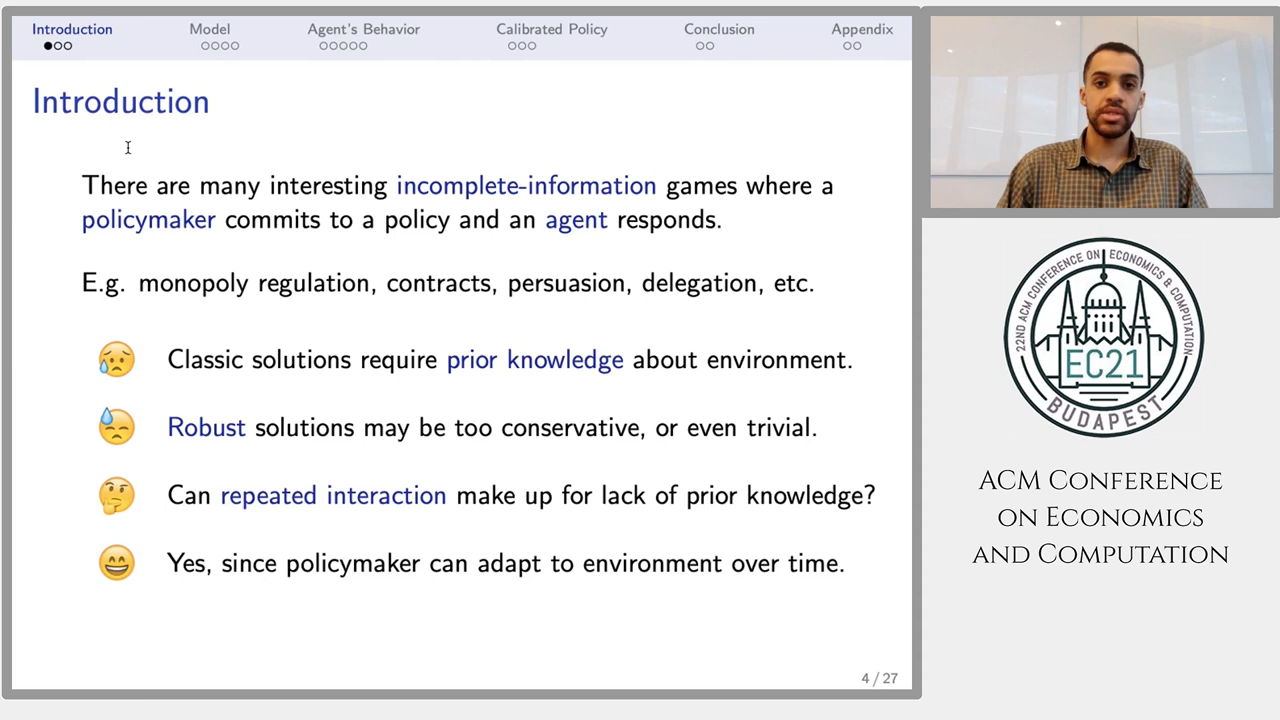 Introduction
Model
Agent's Behavior
Calibrated Policy
Conclusion
Appendix
Introduction
There are many interesting incomplete-information games where a
policymaker commits to a policy and an agent responds.
E.g. monopoly regulation, contracts, persuasion, delegation, etc.
Classic solutions require prior knowledge about environment.
Robust solutions may be too conservative, or even trivial.
Can repeated interaction make up for lack of prior knowledge?
Yes, since policymaker can adapt to environment over time.
4 / 27
22ND ACM CONFERENCE ON ECONOMICS & COMPUTATION
EC21
BUDAPEST
ACM Conference
on Economics
and Computation